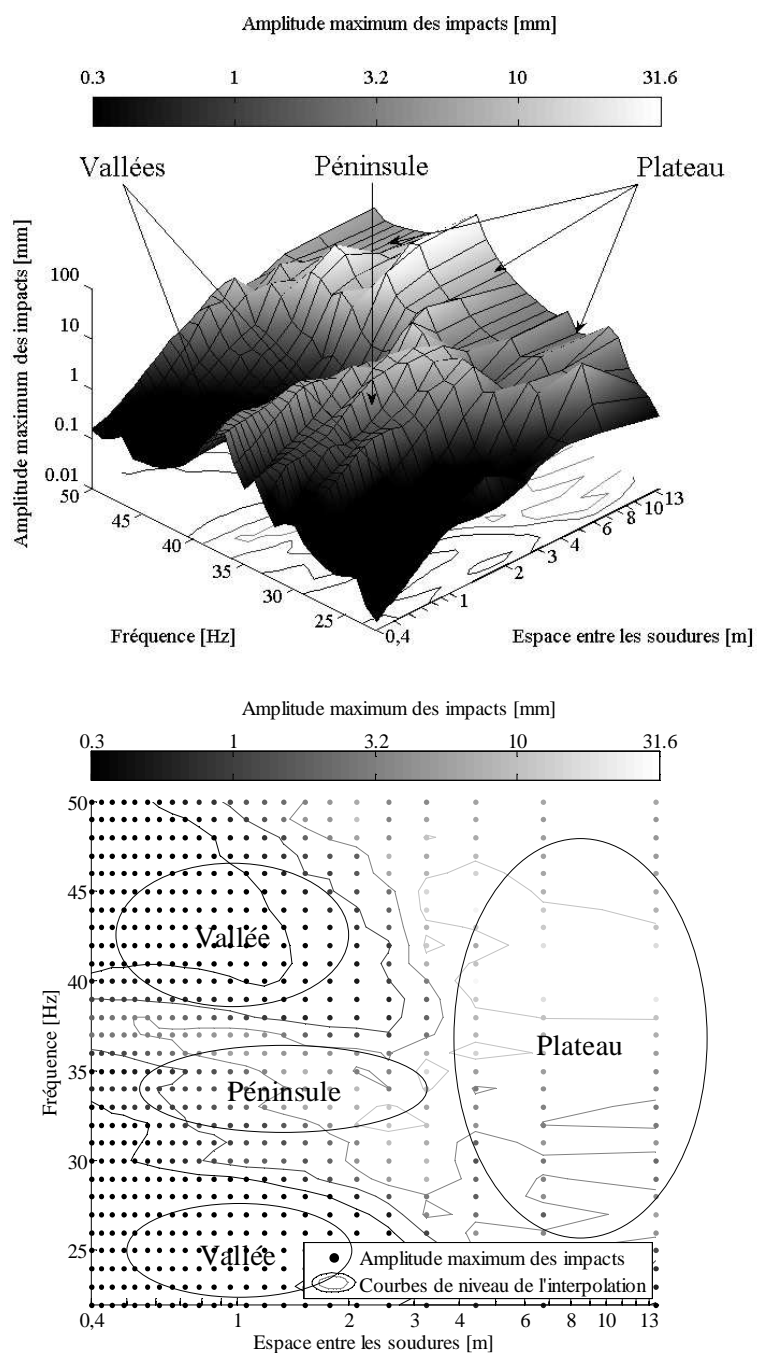 Amplitude maximum des impacts [mm]
0.3 1 3.2 10 31.6
Vallées Péninsule Plateau
Amplitude maximum des impacts [mm]
100
10
1
0.1
0.01
50
45
40
35
30
25
Fréquence [Hz]
0,4 1 2 3 4 6 8 10 13
Espace entre les soudures [m]
Amplitude maximum des impacts [mm]
0.3 1 3.2 10 31.6
Fréquence [Hz]
50
45
40
35
30
25
Vallée
Plateau
Péninsule
Vallée
Amplitude maximum des impacts
Courbes de niveau de l'interpolation
0,4 1 2 3 4 6 8 10 13
Espace entre les soudures [m]